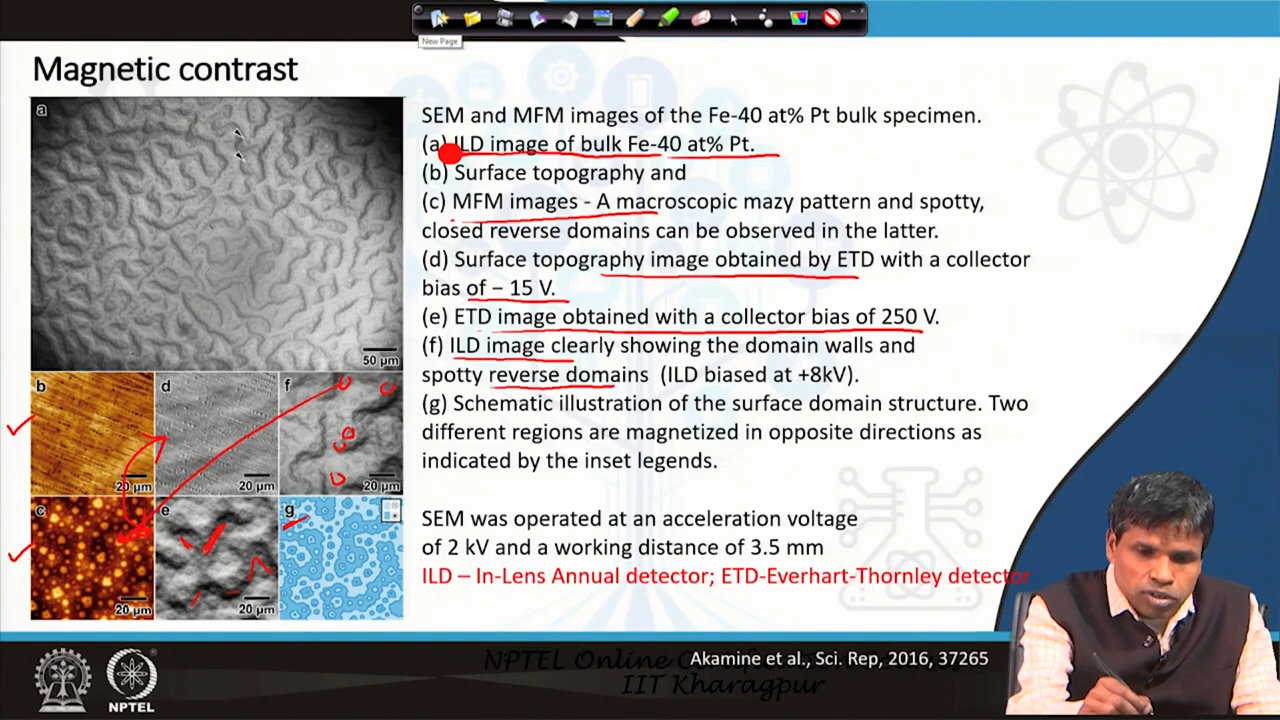 New Page
Magnetic contrast
a
50 µm
b
20 µm
d
20 µm
f
20 µm
c
20 µm
e
20 µm
g
SEM and MFM images of the Fe-40 at% Pt bulk specimen.
(a) ILD image of bulk Fe-40 at% Pt.
(b) Surface topography and
(c) MFM images - A macroscopic mazy pattern and spotty,
closed reverse domains can be observed in the latter.
(d) Surface topography image obtained by ETD with a collector
bias of – 15 V.
(e) ETD image obtained with a collector bias of 250 V.
(f) ILD image clearly showing the domain walls and
spotty reverse domains (ILD biased at +8kV).
(g) Schematic illustration of the surface domain structure. Two
different regions are magnetized in opposite directions as
indicated by the inset legends.
SEM was operated at an acceleration voltage
of 2 kV and a working distance of 3.5 mm
ILD – In-Lens Annual detector; ETD-Everhart-Thornley detector
Akamine et al., Sci. Rep, 2016, 37265
NPTEL Online
IIT Kharagpur
NPTEL